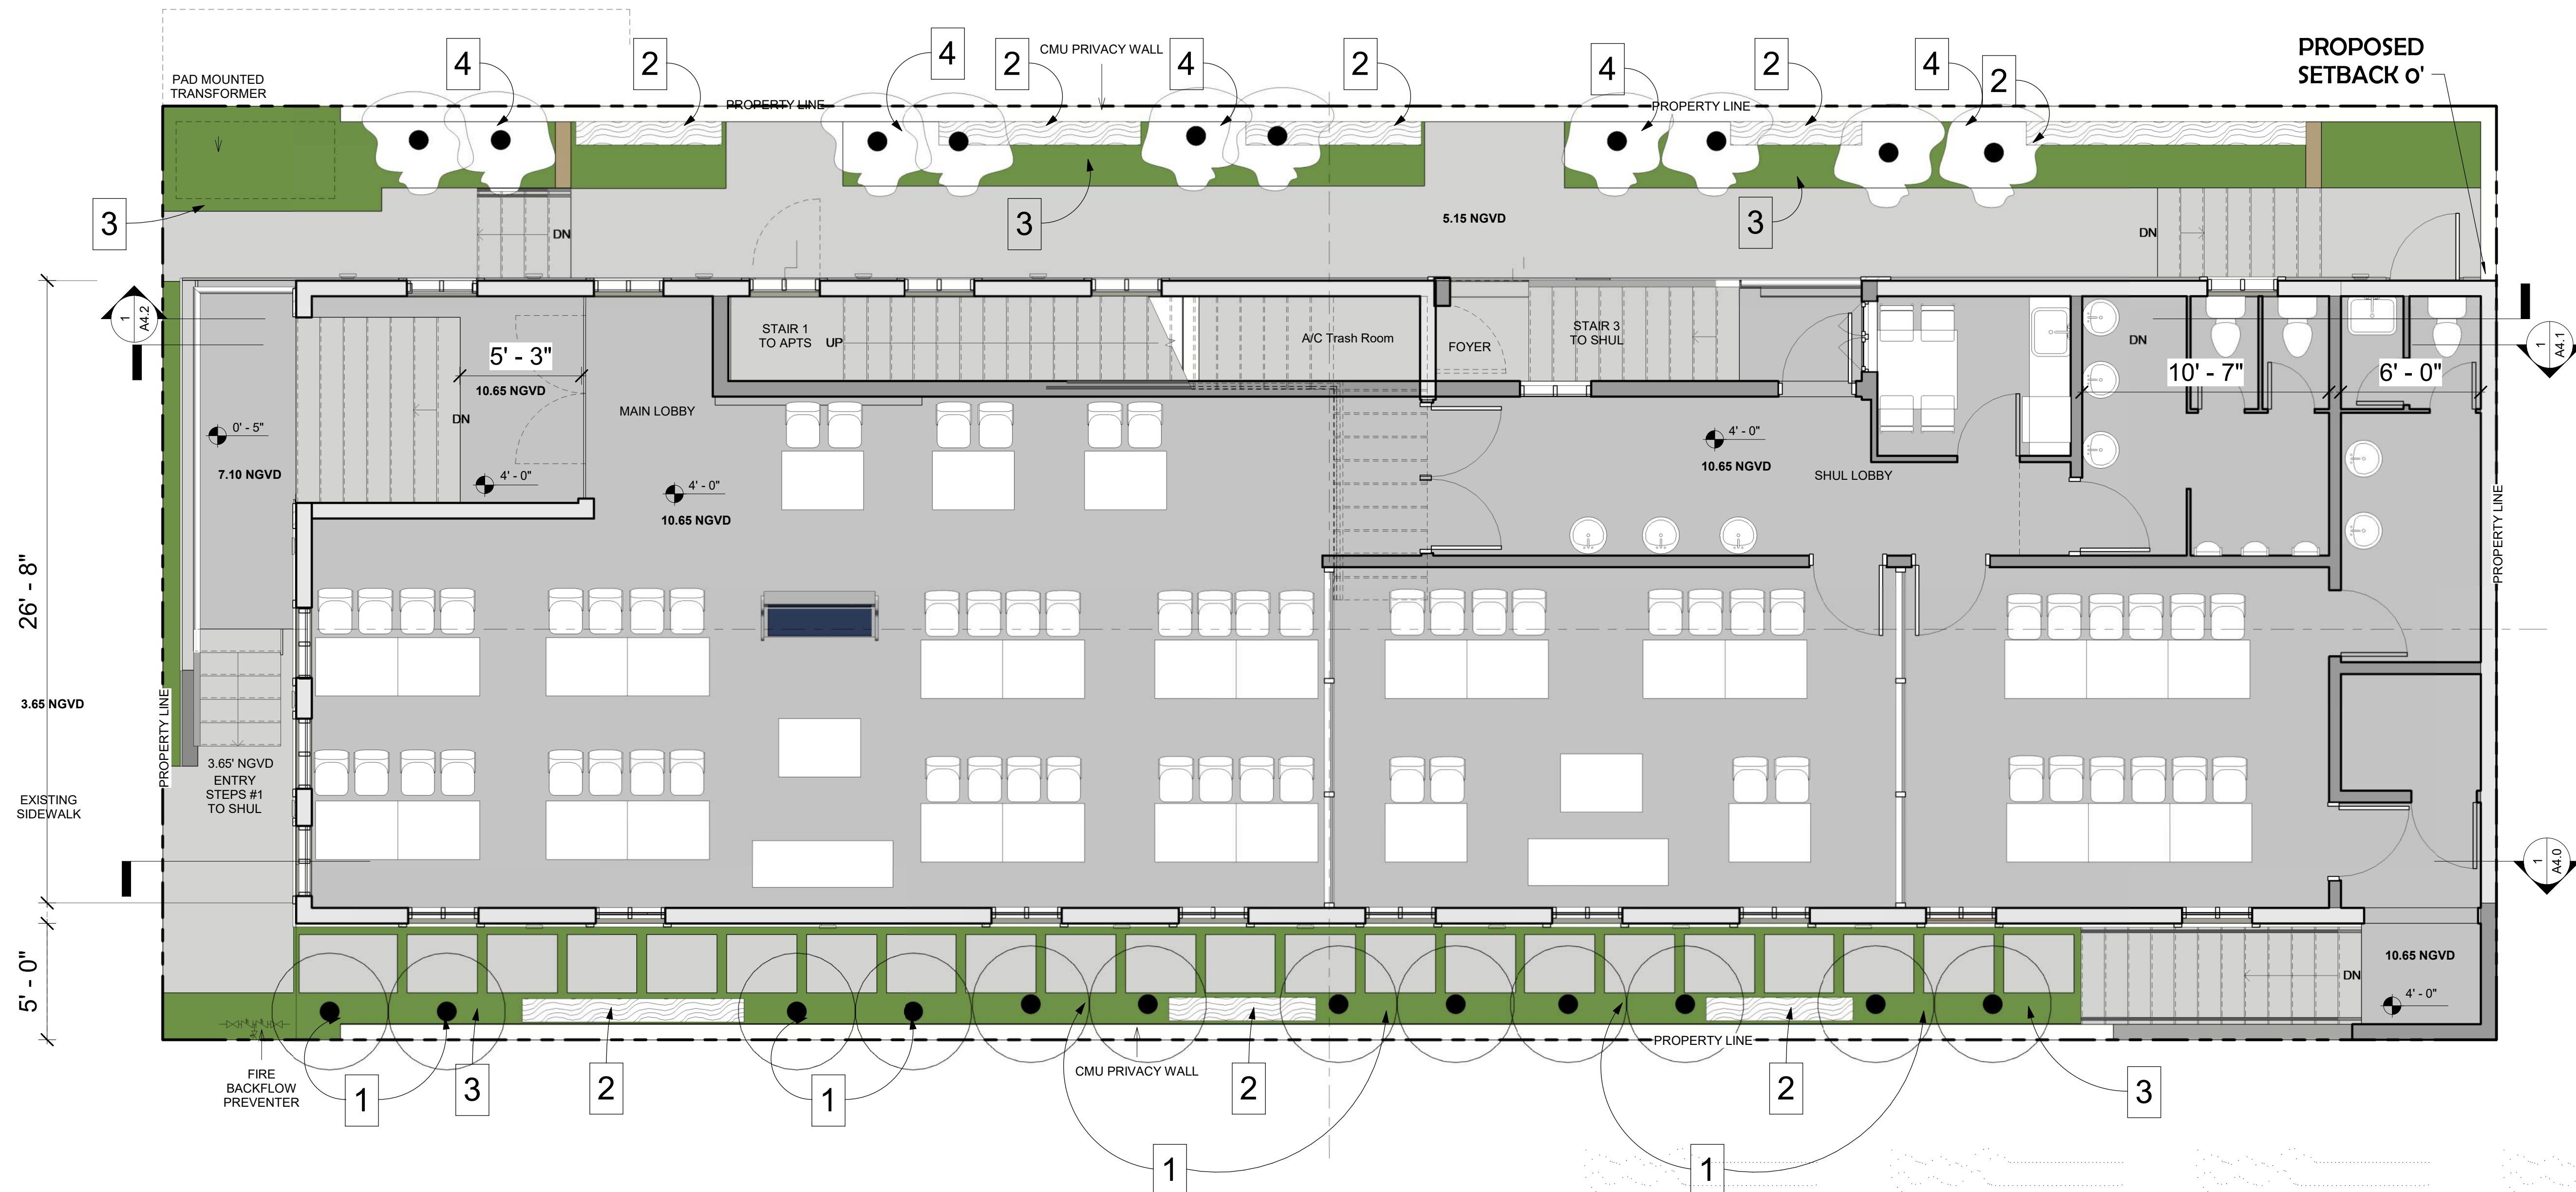 PROPOSED
SETBACK 0'
4
2
4
2
CMU PRIVACY WALL
4
2
4
2
4
2
PAD MOUNTED
TRANSFORMER
PROPERTY LINE
PROPERTY LINE
3
3
3
5.15 NGVD
DN
DN
1
A4.2
STAIR 1
TO APTS
UP
A/C Trash Room
FOYER
STAIR 3
TO SHUL
DN
1
A4.1
5' - 3"
10' - 7"
6' - 0"
10.65 NGVD
MAIN LOBBY
DN
0' - 5"
7.10 NGVD
4' - 0"
4' - 0"
10.65 NGVD
4' - 0"
10.65 NGVD
SHUL LOBBY
PROPERTY LINE
26' - 8"
3.65 NGVD
PROPERTY LINE
3.65' NGVD
ENTRY
STEPS #1
TO SHUL
EXISTING
SIDEWALK
1
A4.0
5' - 0"
10.65 NGVD
DN
4' - 0"
PROPERTY LINE
FIRE
BACKFLOW
PREVENTER
CMU PRIVACY WALL
1
3
2
1
2
2
3
1
1